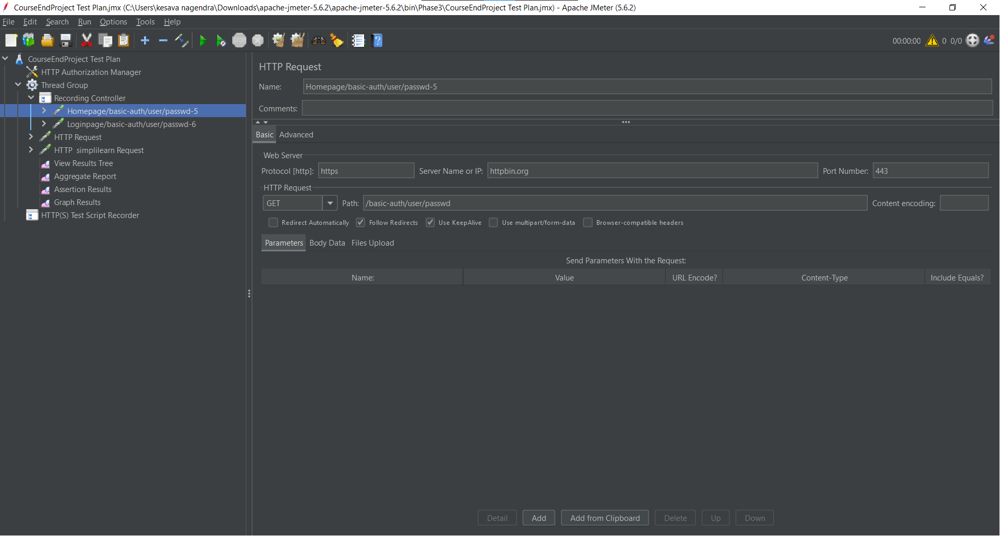 CourseEndProject Test Plan.jmx (C:\Users\kesava nagendra\Downloads\apache-jmeter-5.6.2\apache-jmeter-5.6.2\bin\Phase3\CourseEndProject Test Plan.jmx) - Apache JMeter (5.6.2)
File Edit Search Run Options Tools Help
STOP ? 00:00:00 0 0/0
CourseEndProject Test Plan
HTTP Authorization Manager
Thread Group
Recording Controller
Homepage/basic-auth/user/passwd-5
Loginpage/basic-auth/user/passwd-6
HTTP Request
HTTP  simplilearn Request
View Results Tree
Aggregate Report
Assertion Results
Graph Results
HTTP(S) Test Script Recorder
HTTP Request
Name: Homepage/basic-auth/user/passwd-5
Comments:
Basic Advanced
Web Server
Protocol [http]: https Server Name or IP: httpbin.org Port Number: 443
HTTP Request
GET Path: /basic-auth/user/passwd Content encoding:
Redirect Automatically Follow Redirects Use KeepAlive Use multipart/form-data Browser-compatible headers
Parameters Body Data Files Upload
Send Parameters With the Request:
Name: Value URL Encode? Content-Type Include Equals?
Detail Add Add from Clipboard Delete Up Down